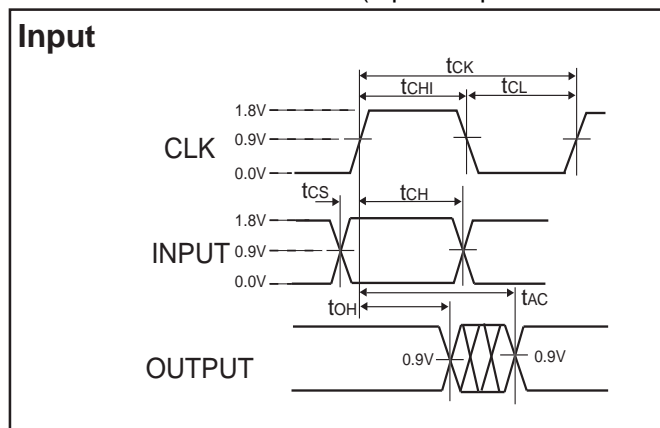 Input
tCK
tCHI tCL
1.8V
CLK 0.9V
0.0V
tCS tCH
1.8V
INPUT 0.9V
0.0V
tAC
tOH
OUTPUT 0.9V 0.9V